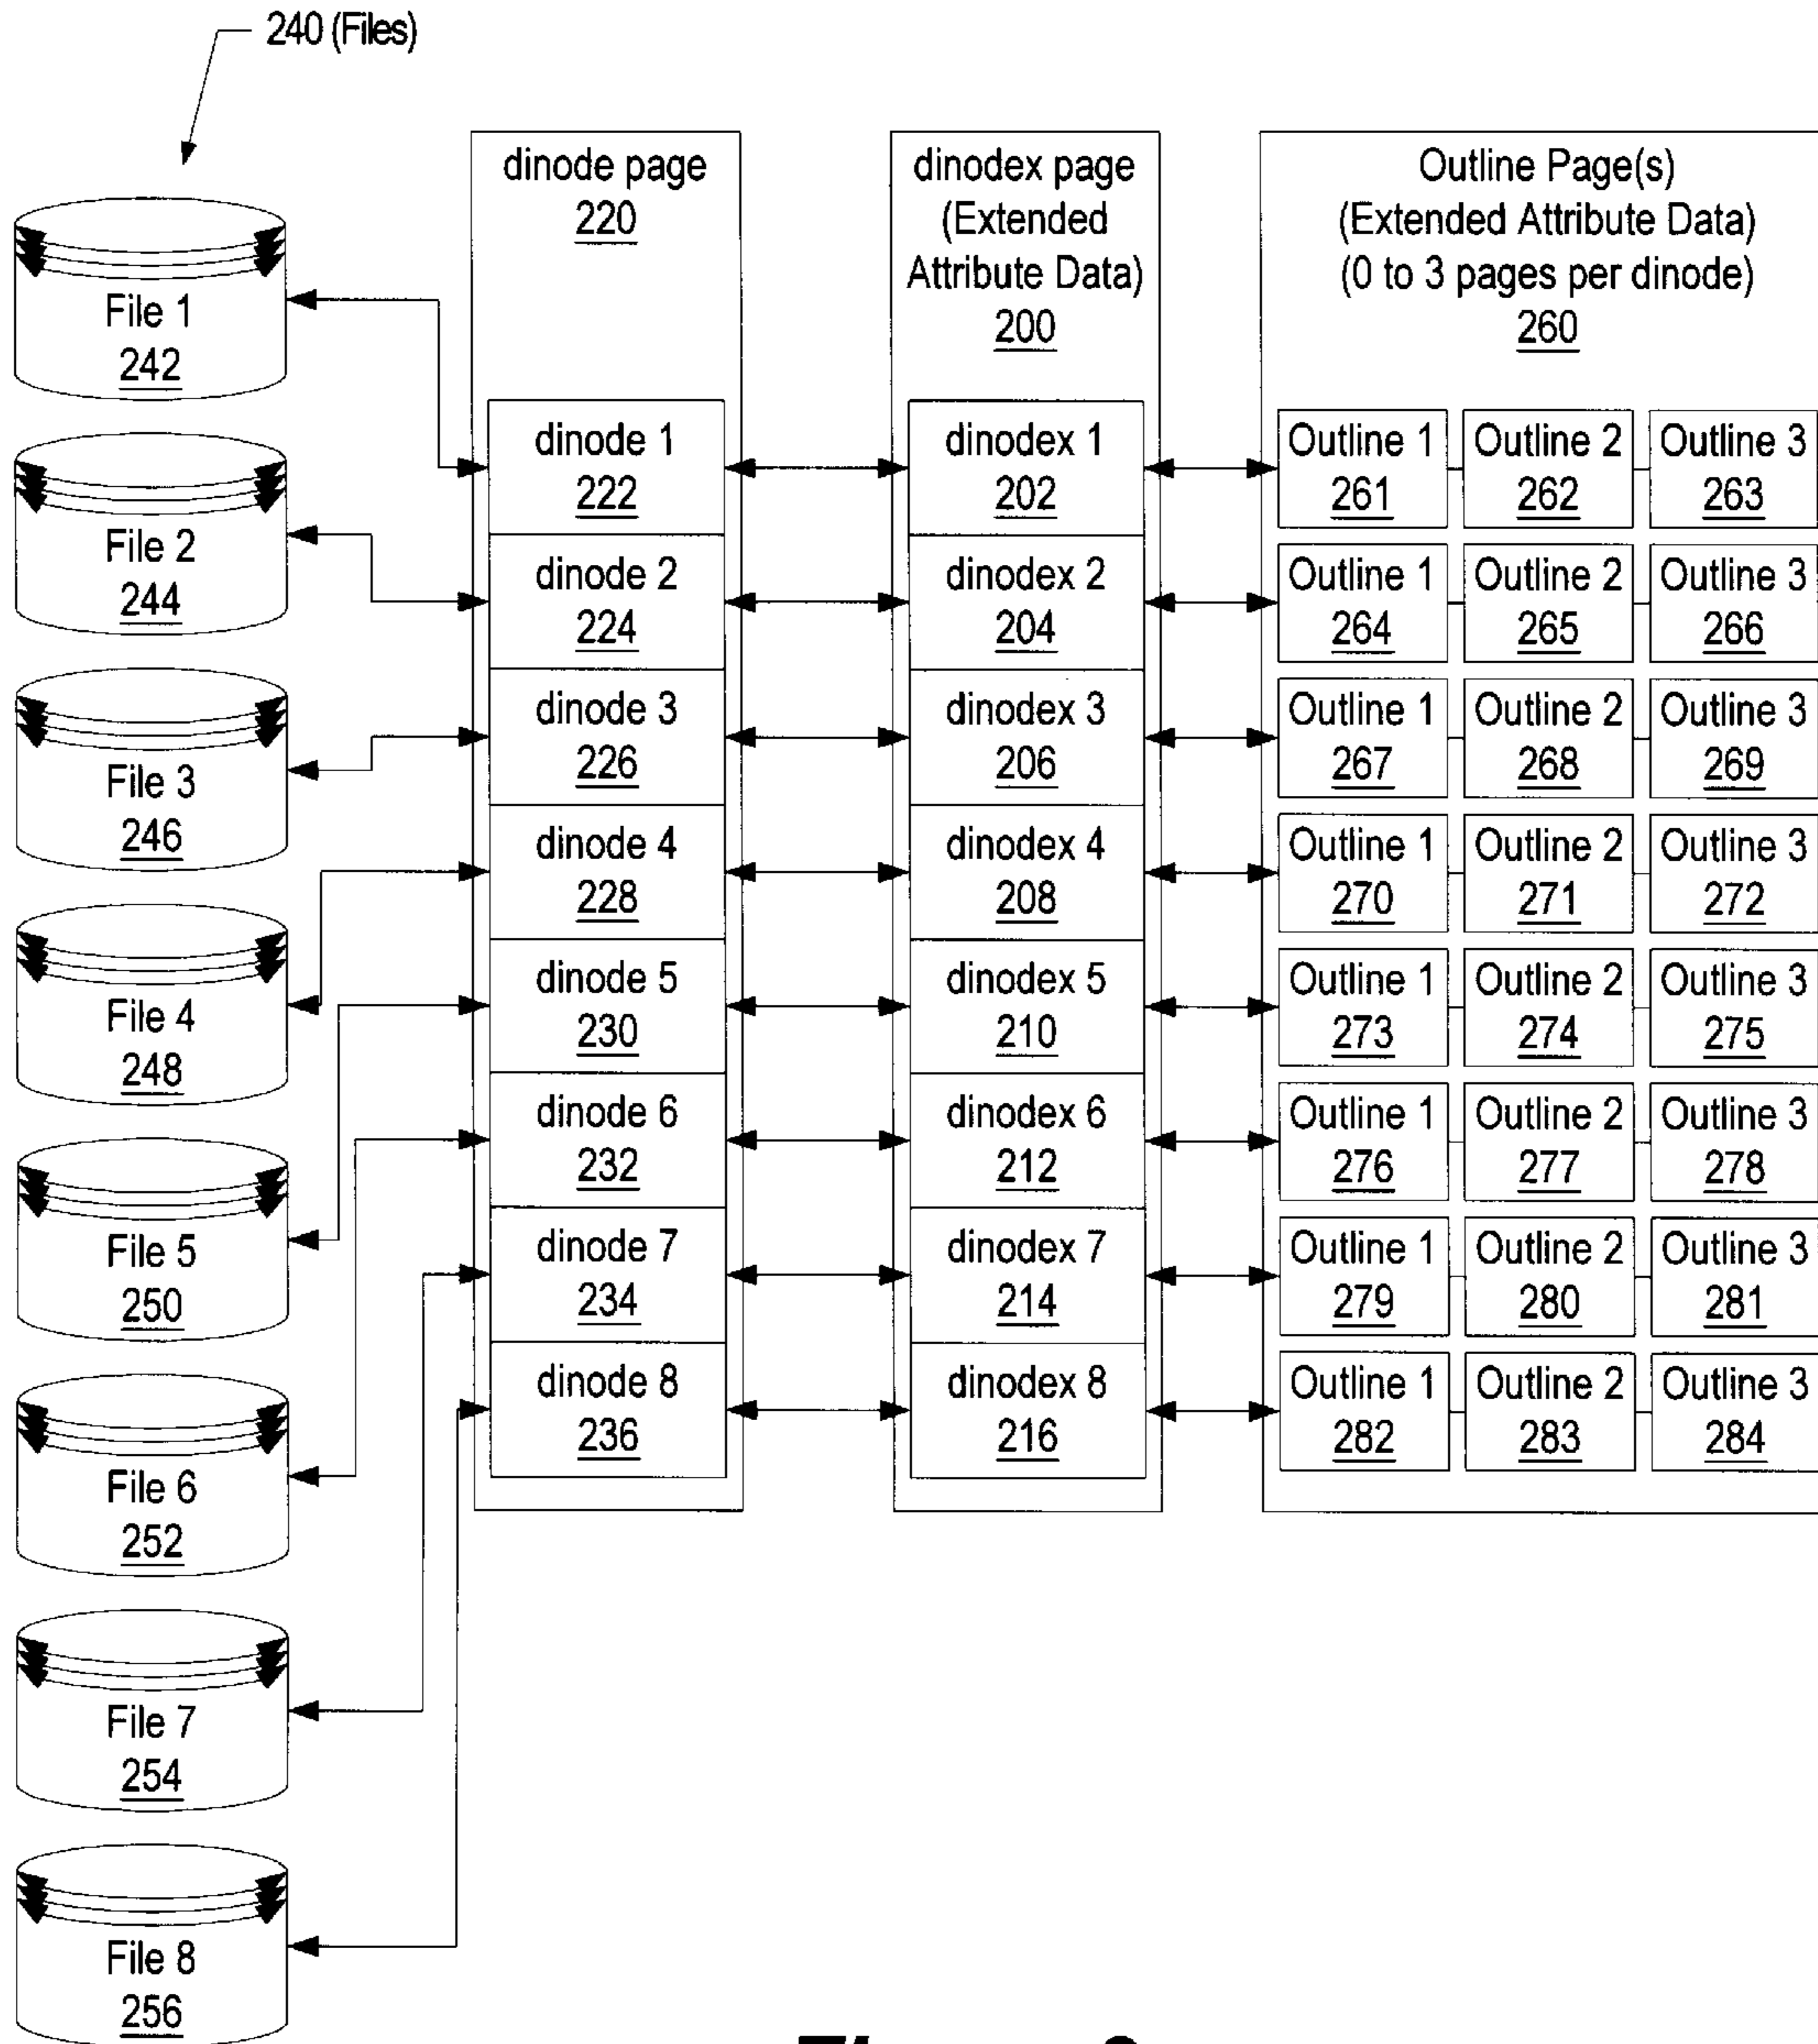 240 (Files)
dinode page
220
dinodex page
(Extended
Attribute Data)
200
Outline Page(s)
(Extended Attribute Data)
(0 to 3 pages per dinode)
260
File 1
242
File 2
244
File 3
246
File 4
248
File 5
250
File 6
252
File 7
254
File 8
256
dinode 1
222
dinode 2
224
dinode 3
226
dinode 4
228
dinode 5
230
dinode 6
232
dinode 7
234
dinode 8
236
dinodex 1
202
dinodex 2
204
dinodex 3
206
dinodex 4
208
dinodex 5
210
dinodex 6
212
dinodex 7
214
dinodex 8
216
Outline 1 Outline 2 Outline 3
261 262 263
Outline 1 Outline 2 Outline 3
264 265 266
Outline 1 Outline 2 Outline 3
267 268 269
Outline 1 Outline 2 Outline 3
270 271 272
Outline 1 Outline 2 Outline 3
273 274 275
Outline 1 Outline 2 Outline 3
276 277 278
Outline 1 Outline 2 Outline 3
279 280 281
Outline 1 Outline 2 Outline 3
282 283 284